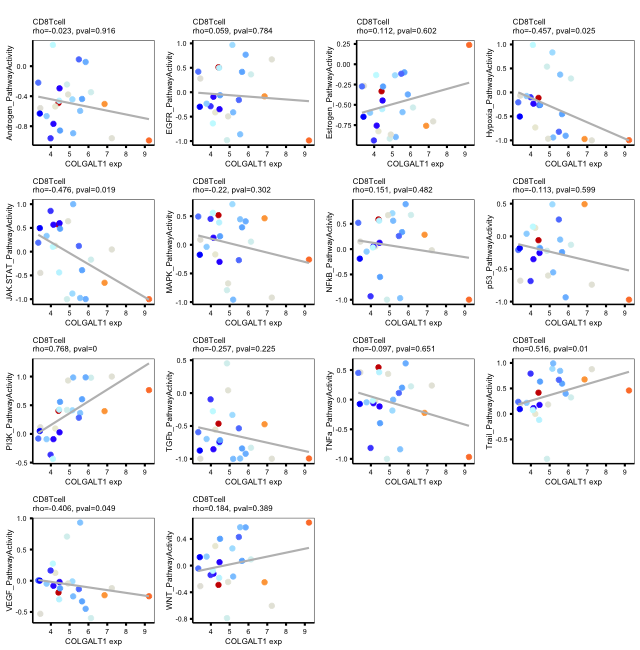 CD8Tcell
rho=-0.023, pval=0.916
Androgen_PathwayActivity
0.0
-0.4
-0.8
4 5 6 7 8 9
COLGALT1 exp
CD8Tcell
rho=0.059, pval=0.784
EGFR_PathwayActivity
1.0
0.5
0.0
-0.5
-1.0
4 5 6 7 8 9
COLGALT1 exp
CD8Tcell
rho=0.112, pval=0.602
Estrogen_PathwayActivity
0.25
0.00
-0.25
-0.50
-0.75
4 5 6 7 8 9
COLGALT1 exp
CD8Tcell
rho=-0.457, pval=0.025
Hypoxia_PathwayActivity
1.0
0.5
0.0
-0.5
-1.0
4 5 6 7 8 9
COLGALT1 exp
CD8Tcell
rho=-0.476, pval=0.019
JAK-STAT_PathwayActivity
1.0
0.5
0.0
-0.5
-1.0
4 5 6 7 8 9
COLGALT1 exp
CD8Tcell
rho=-0.22, pval=0.302
MAPK_PathwayActivity
0.5
0.0
-0.5
-1.0
4 5 6 7 8 9
COLGALT1 exp
CD8Tcell
rho=0.151, pval=0.482
NFkB_PathwayActivity
0.5
0.0
-0.5
-1.0
4 5 6 7 8 9
COLGALT1 exp
CD8Tcell
rho=-0.113, pval=0.599
p53_PathwayActivity
0.5
0.0
-0.5
-1.0
4 5 6 7 8 9
COLGALT1 exp
CD8Tcell
rho=0.768, pval=0
PI3K_PathwayActivity
1.0
0.5
0.0
-0.5
4 5 6 7 8 9
COLGALT1 exp
CD8Tcell
rho=-0.257, pval=0.225
TGFb_PathwayActivity
0.5
0.0
-0.5
-1.0
4 5 6 7 8 9
COLGALT1 exp
CD8Tcell
rho=-0.097, pval=0.651
TNFa_PathwayActivity
0.5
0.0
-0.5
-1.0
4 5 6 7 8 9
COLGALT1 exp
CD8Tcell
rho=0.516, pval=0.01
Trail_PathwayActivity
1.0
0.5
0.0
-0.5
4 5 6 7 8 9
COLGALT1 exp
CD8Tcell
rho=-0.406, pval=0.049
VEGF_PathwayActivity
1.0
0.5
0.0
-0.5
4 5 6 7 8 9
COLGALT1 exp
CD8Tcell
rho=0.184, pval=0.389
WNT_PathwayActivity
0.4
0.0
-0.4
-0.8
4 5 6 7 8 9
COLGALT1 exp